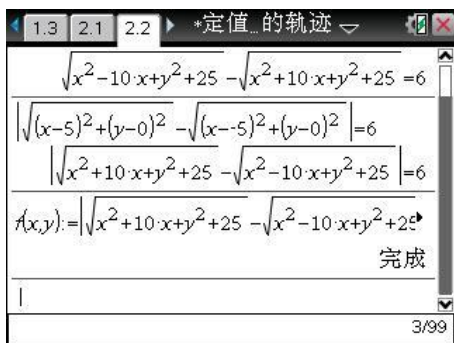 1.3 2.1 2.2 *定值…的轨迹
√(x²-10·x+y²+25) - √(x²+10·x+y²+25) =6
|√((x-5)²+(y-0)²) - √((x--5)²+(y-0)²)|=6
|√(x²+10·x+y²+25) - √(x²-10·x+y²+25)|=6
f(x,y):=|√(x²+10·x+y²+25) - √(x²-10·x+y²+25
完成
3/99